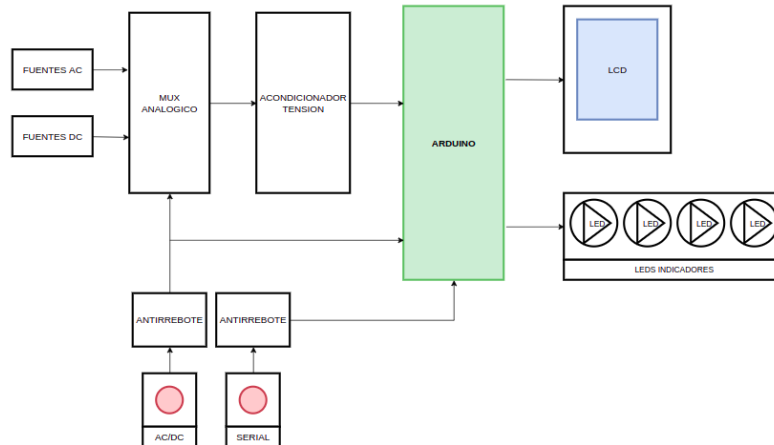 FUENTES AC
FUENTES DC
MUX
ANALOGICO
ACONDICIONADOR
TENSION
ARDUINO
LCD
LED
LED
LED
LED
LEDS INDICADORES
ANTIRREBOTE
ANTIRREBOTE
AC/DC
SERIAL